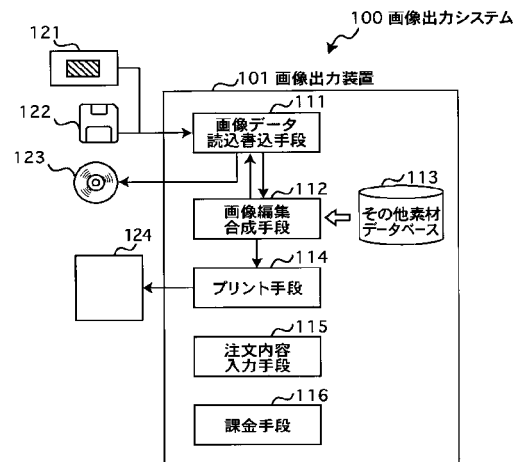 100 画像出力システム
121
101 画像出力装置
111
画像データ
読込書込手段
122
123
112
画像編集
合成手段
113
その他素材
データベース
124
114
プリント手段
115
注文内容
入力手段
116
課金手段